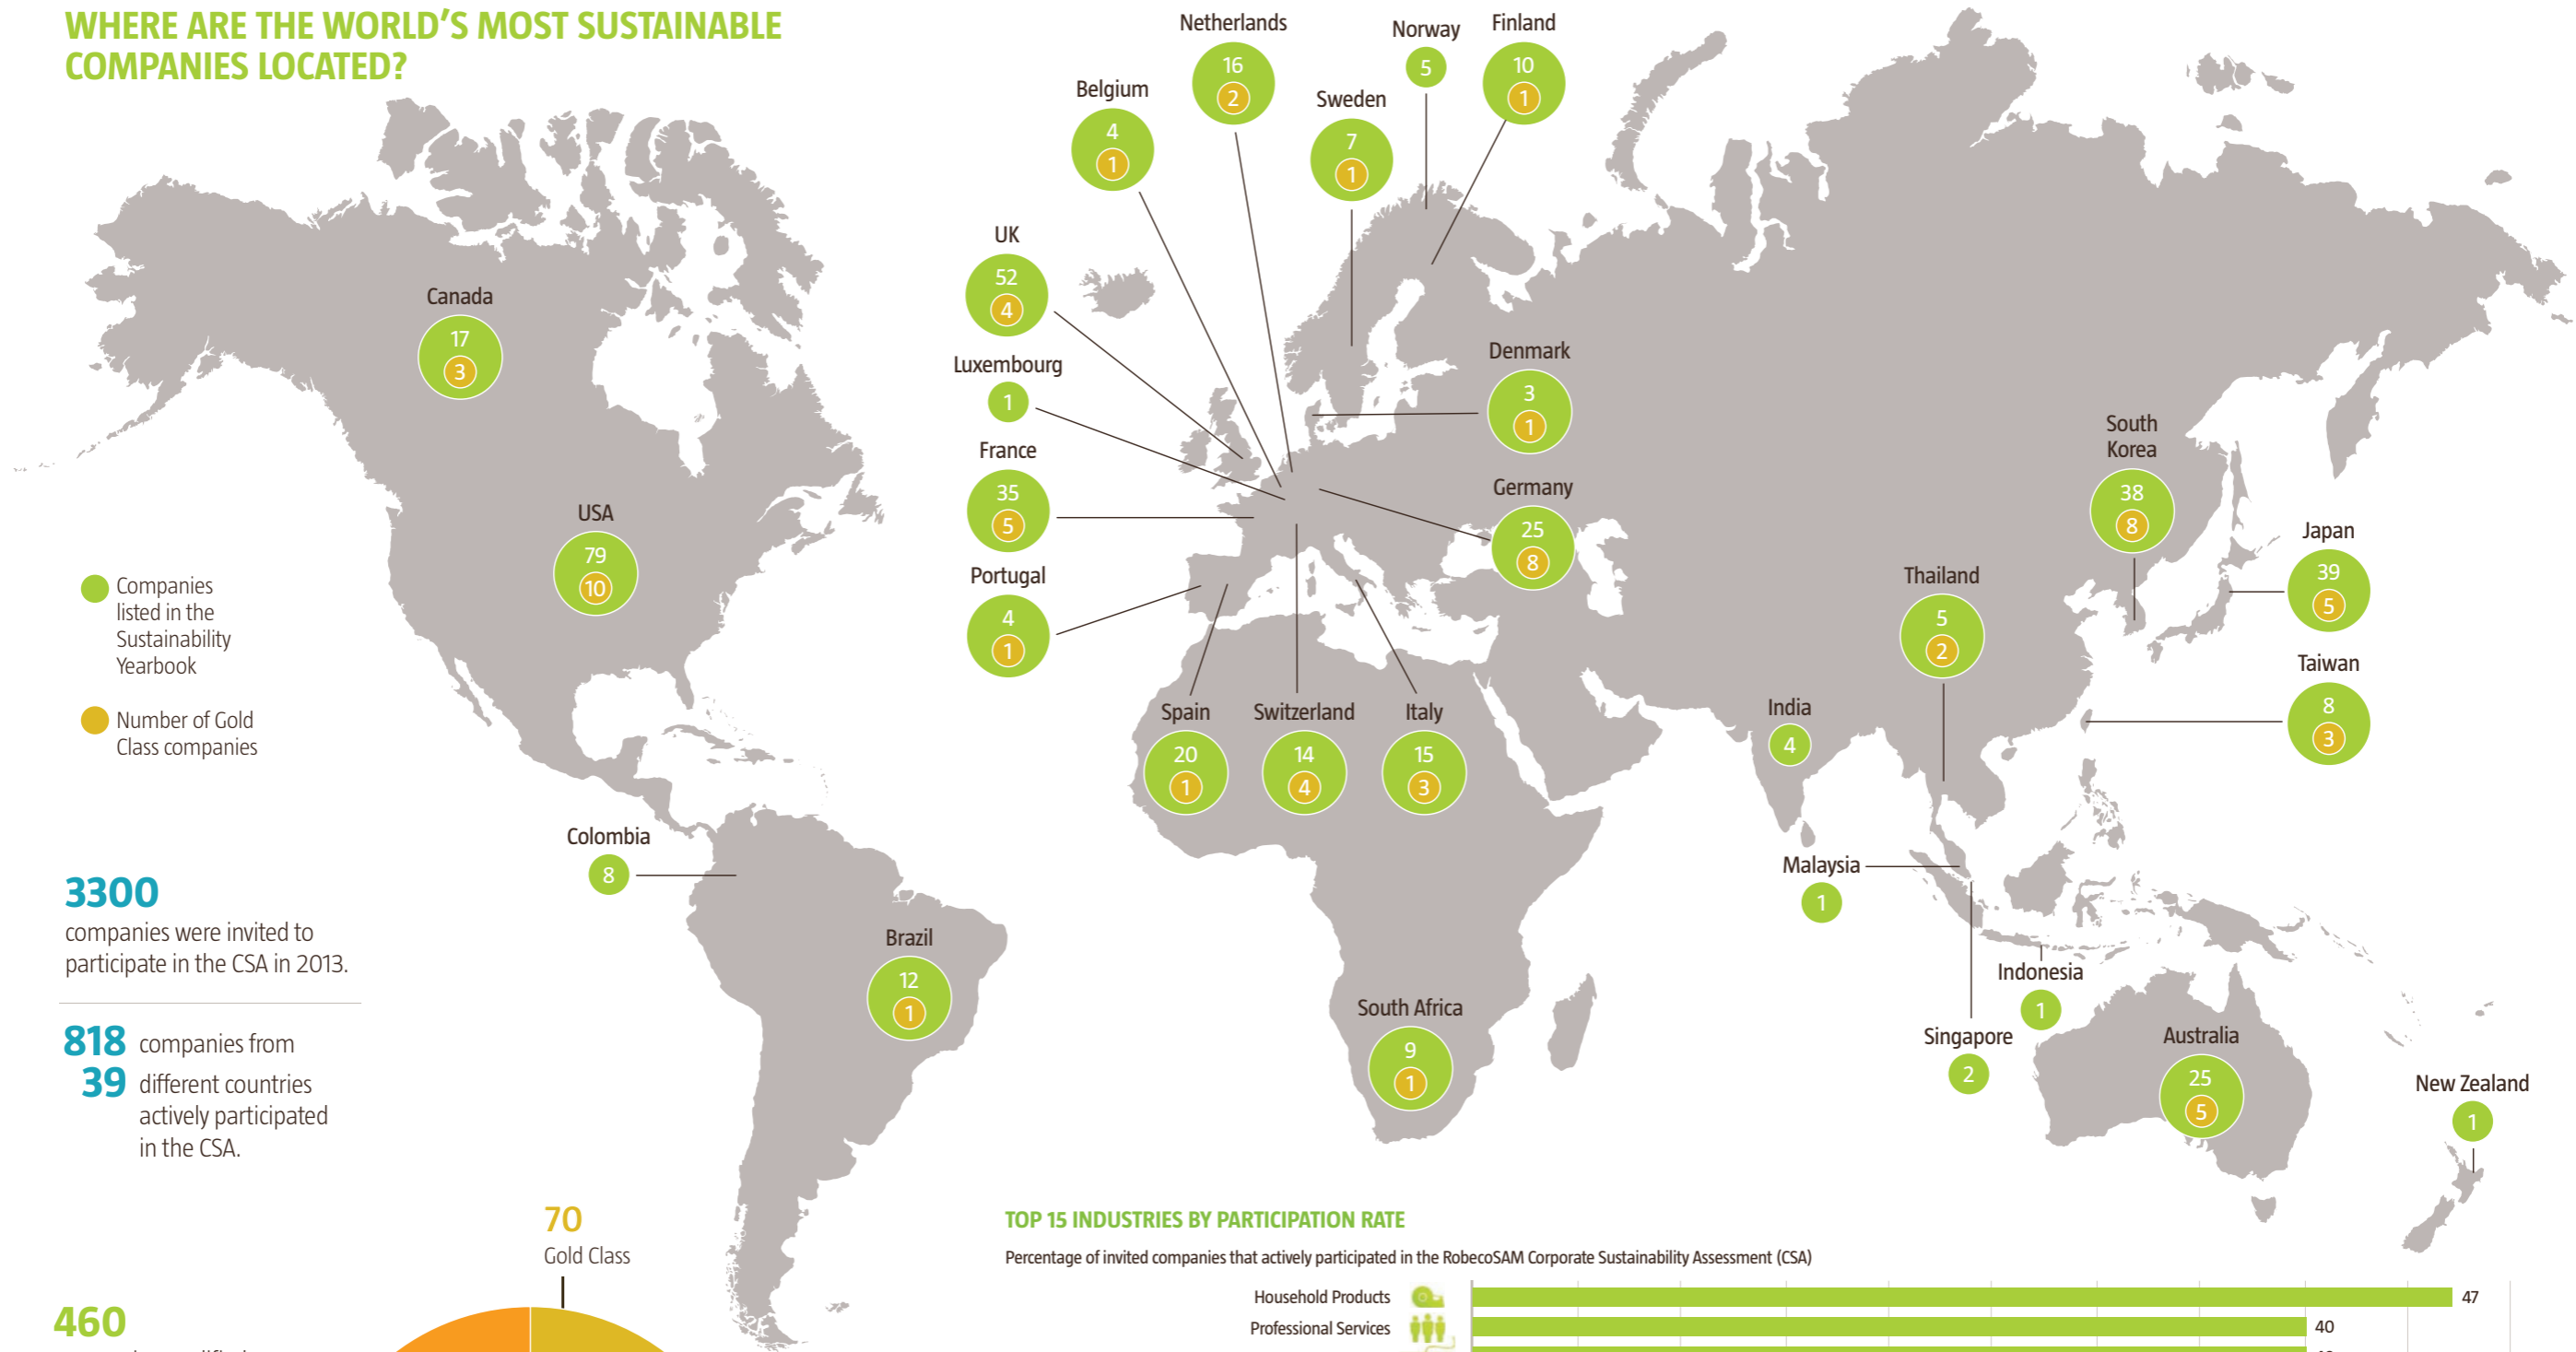 WHERE ARE THE WORLD'S MOST SUSTAINABLE
COMPANIES LOCATED?
Netherlands
16
2
Norway
5
Finland
10
1
Belgium
4
1
Sweden
7
1
UK
52
4
Canada
17
3
Luxembourg
1
Denmark
3
1
France
35
5
Germany
25
8
South
Korea
38
8
USA
79
10
Japan
39
5
Portugal
4
1
Thailand
5
2
Companies
listed in the
Sustainability
Yearbook
Number of Gold
Class companies
Taiwan
8
3
Spain
20
1
Switzerland
14
4
Italy
15
3
India
4
Colombia
8
Malaysia
1
3300
companies were invited to
participate in the CSA in 2013.
Brazil
12
1
Indonesia
1
South Africa
9
1
Singapore
2
Australia
25
5
New Zealand
1
818 companies from
39 different countries
actively participated
in the CSA.
70
Gold Class
460
TOP 15 INDUSTRIES BY PARTICIPATION RATE
Percentage of invited companies that actively participated in the RobecoSAM Corporate Sustainability Assessment (CSA)
Household Products 47
Professional Services 40